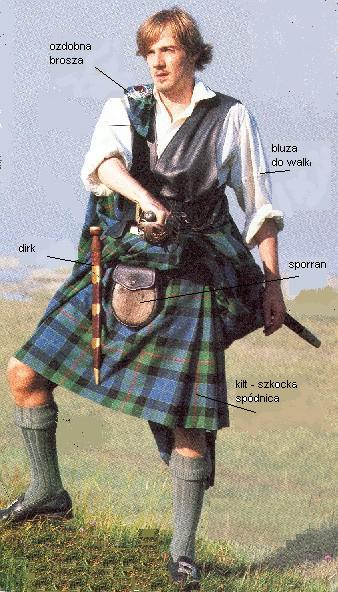 ozdobna
brosza
bluza
do walki
dirk
sporran
kilt - szkocka
spódnica